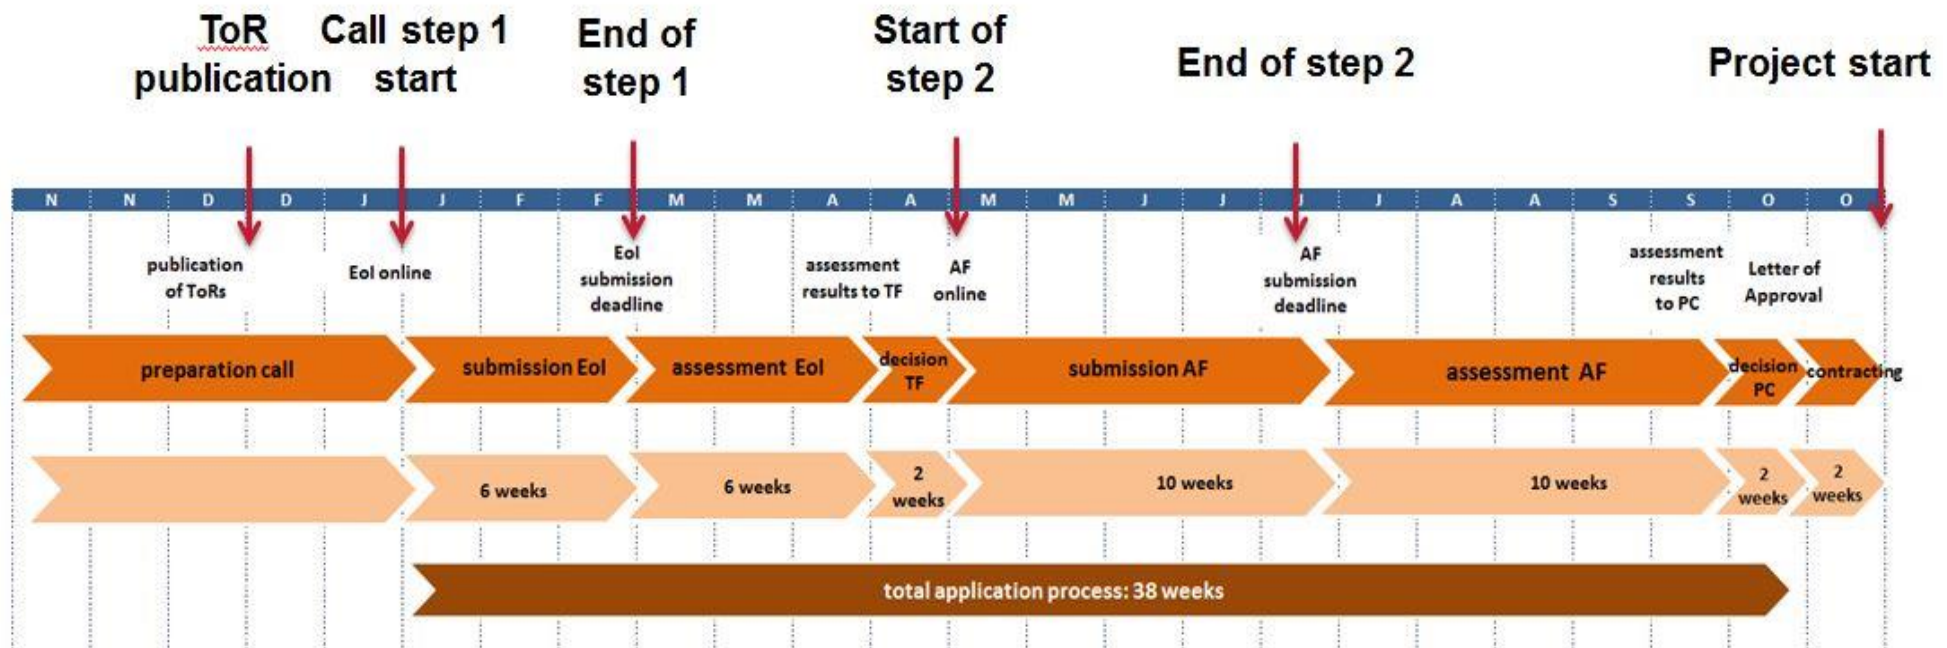 ToR
publication
Call step 1
start
End of
step 1
Start of
step 2
End of step 2
Project start
N N D D J J F F M M A A M M J J J J A A S S O O
publication
of ToRs
EoI online
EoI
submission
deadline
assessment
results to TF
AF
online
AF
submission
deadline
assessment
results
to PC
Letter of
Approval
preparation call
submission EoI
assessment EoI
decision
TF
submission AF
assessment AF
decision
PC
contracting
6 weeks
6 weeks
2
weeks
10 weeks
10 weeks
2
weeks
2
weeks
total application process: 38 weeks